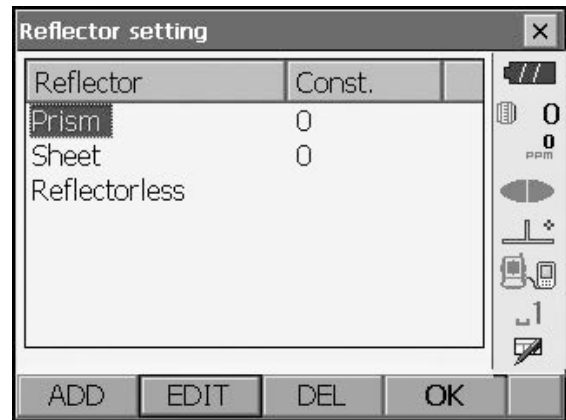 Reflector setting
Reflector Const.
Prism 0
Sheet 0
Reflectorless
0
0
PPM
1
ADD EDIT DEL OK